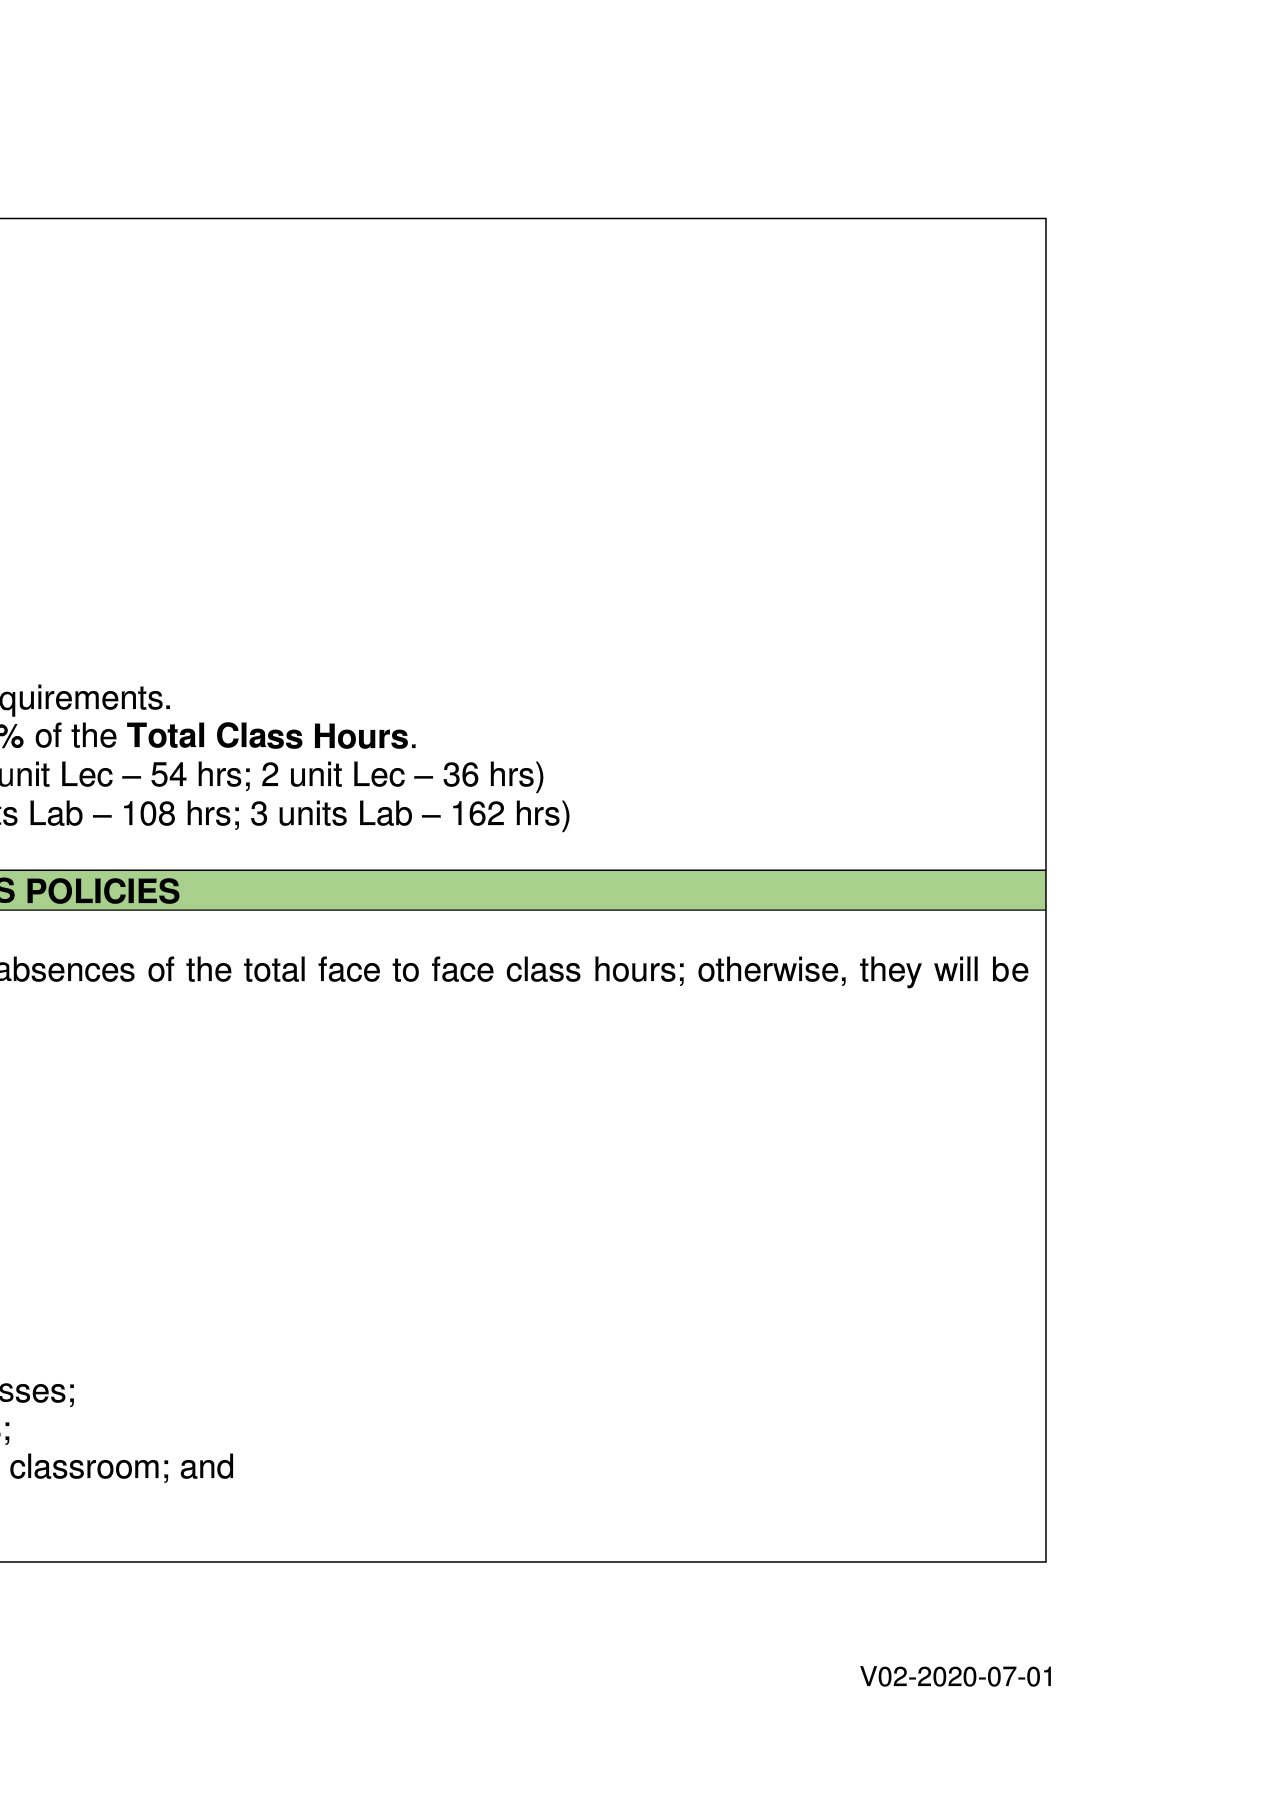 quirements.
% of the Total Class Hours.
unit Lec – 54 hrs; 2 unit Lec – 36 hrs)
ts Lab – 108 hrs; 3 units Lab – 162 hrs)
S POLICIES
absences of the total face to face class hours; otherwise, they will be
sses;
;
classroom; and
V02-2020-07-01